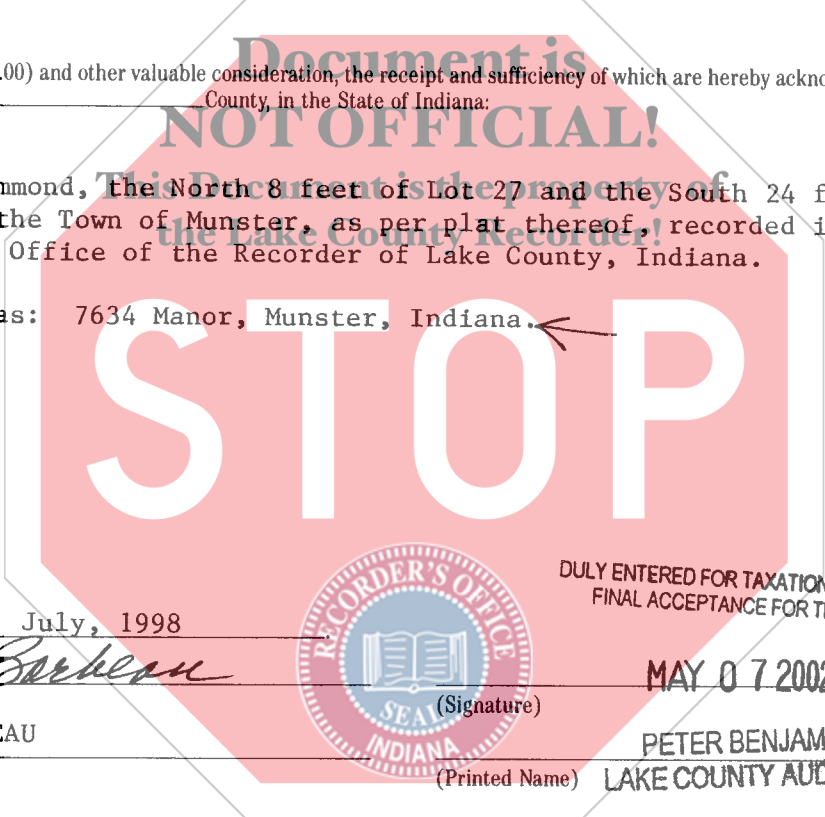 Document is
.00) and other valuable consideration, the receipt and sufficiency of which are hereby ackno
County, in the State of Indiana:
NOT OFFICIAL!
This Document is the property of
mmond, the North 8 feet of Lot 27 and the South 24 f
the Town of Munster, as per plat thereof, recorded i
the Lake County Recorder!
Office of the Recorder of Lake County, Indiana.
as: 7634 Manor, Munster, Indiana.
STOP
DULY ENTERED FOR TAXATION
FINAL ACCEPTANCE FOR T
RECORDER'S OFFICE
SEAL
INDIANA
July, 1998
Barbeau
MAY 07 2002
(Signature)
EAU
PETER BENJAM
(Printed Name)
LAKE COUNTY AUD